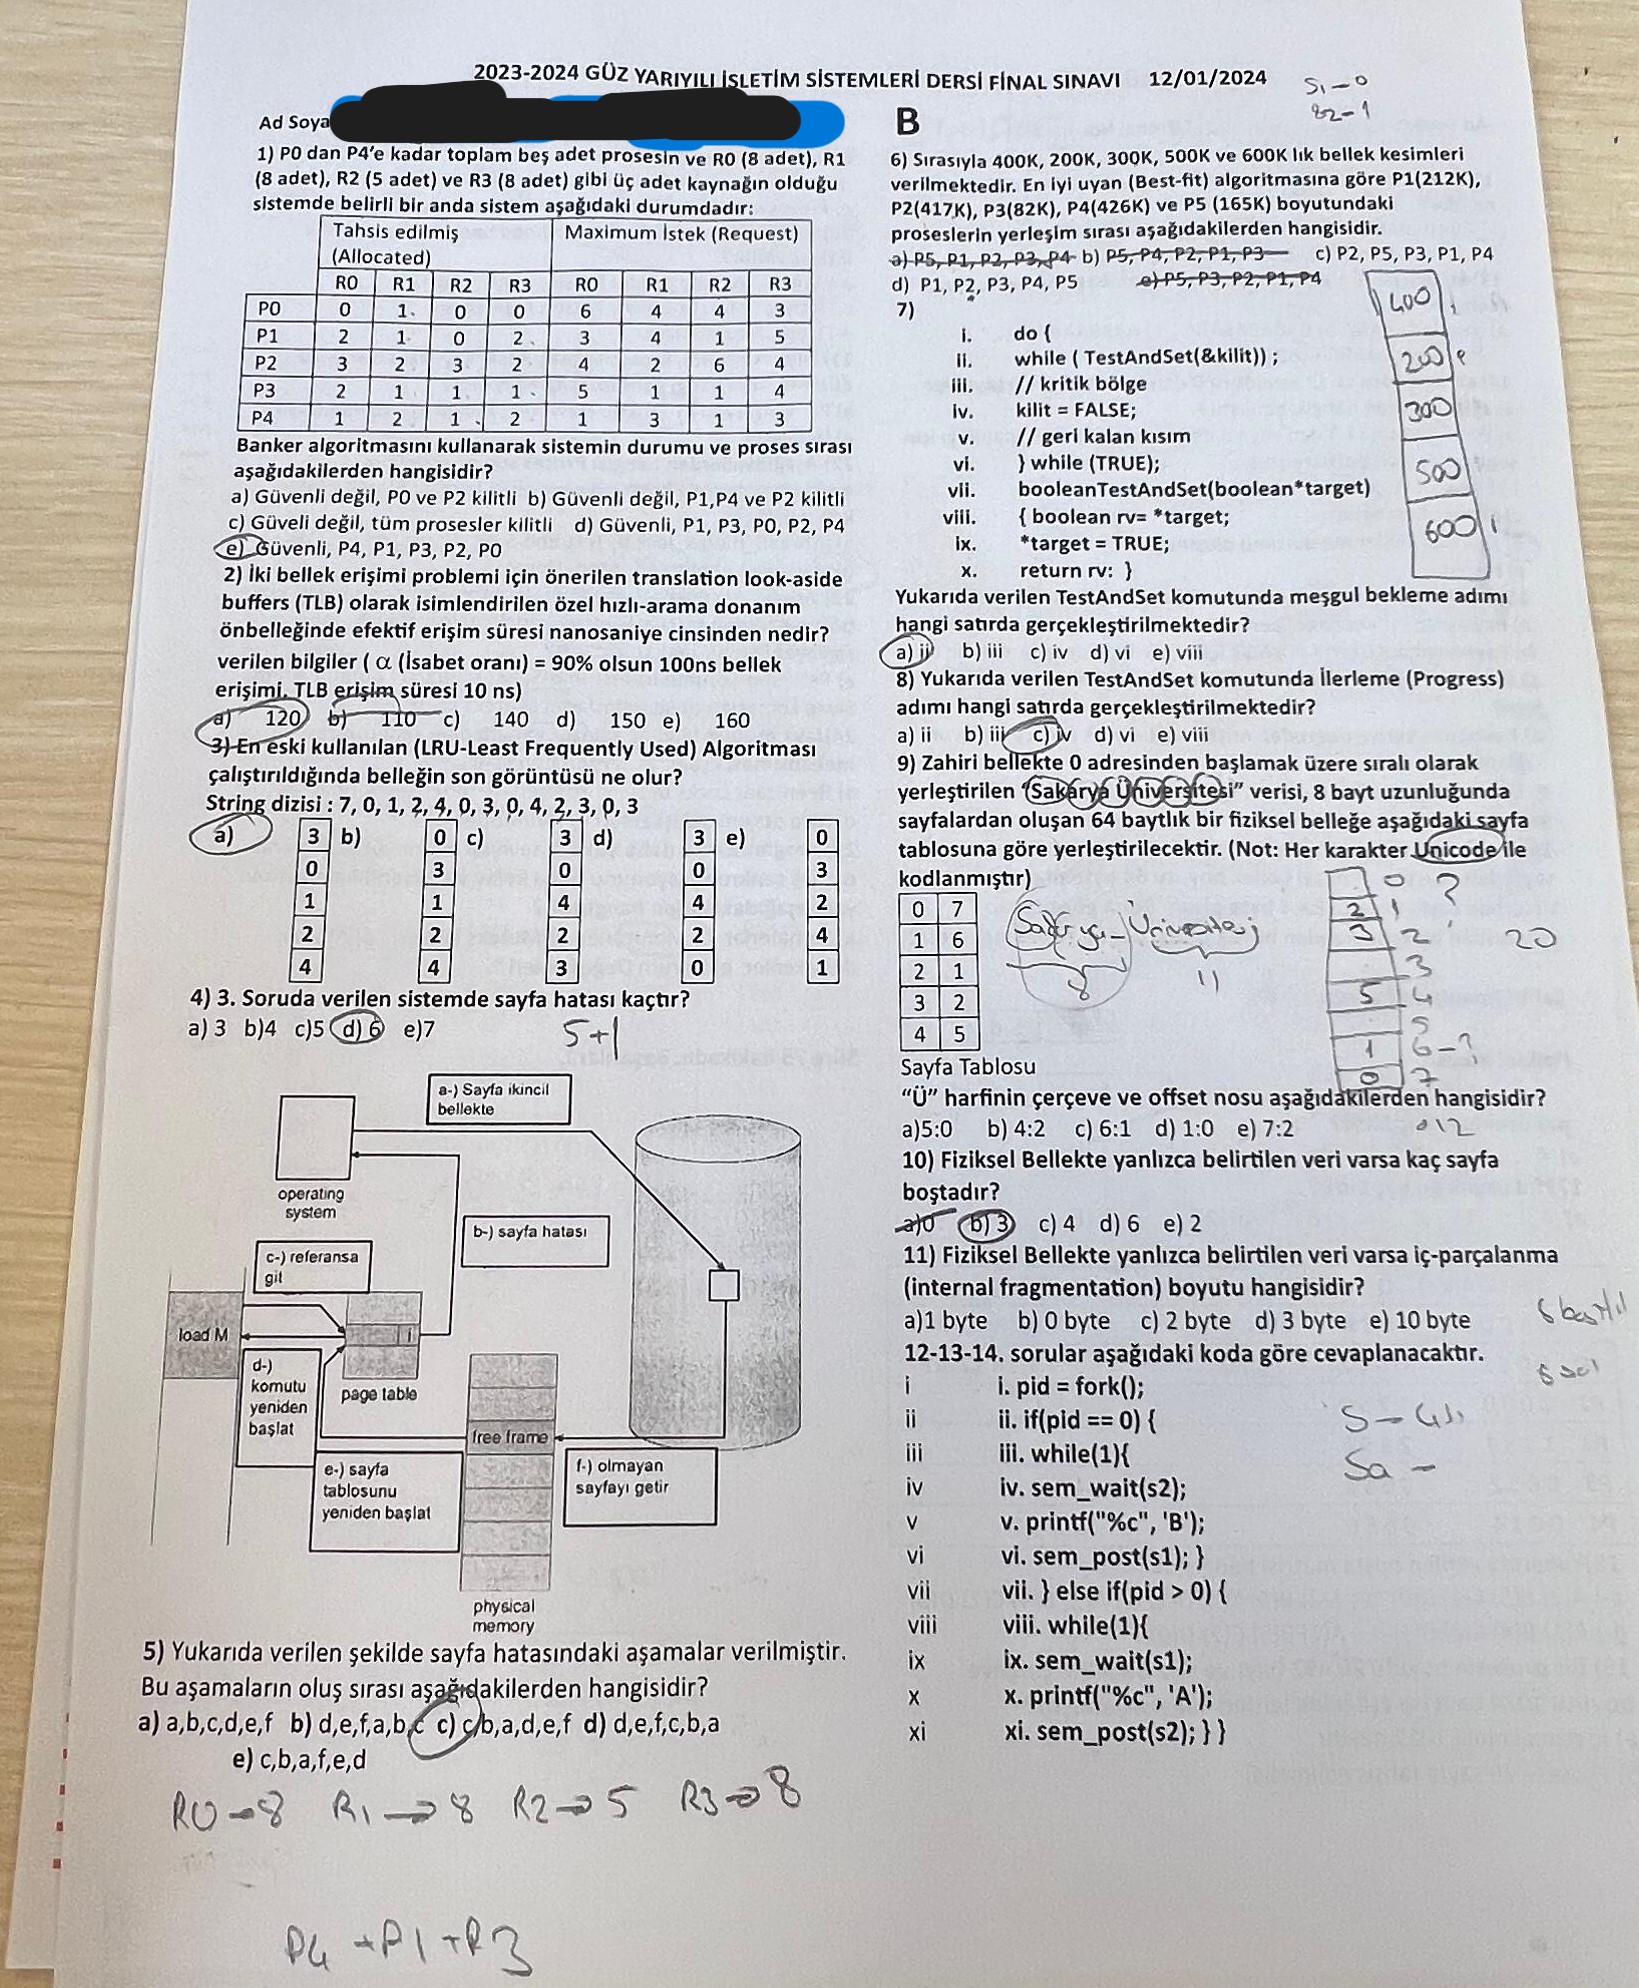 2023-2024 GÜZ YARIYILI İŞLETİM SİSTEMLERİ DERSİ FİNAL SINAVI 12/01/2024
S1-0
S2-1
Ad Soya
B
1) P0 dan P4'e kadar toplam beş adet prosesin ve R0 (8 adet), R1
(8 adet), R2 (5 adet) ve R3 (8 adet) gibi üç adet kaynağın olduğu
sistemde belirli bir anda sistem aşağıdaki durumdadır:
Tahsis edilmiş (Allocated) Maximum İstek (Request)
R0 R1 R2 R3 R0 R1 R2 R3
P0 0 1 0 0 6 4 4 3
P1 2 1 0 2 3 4 1 5
P2 3 2 3 2 4 2 6 4
P3 2 1 1 1 5 1 1 4
P4 1 2 1 2 1 3 1 3
Banker algoritmasını kullanarak sistemin durumu ve proses sırası
aşağıdakilerden hangisidir?
a) Güvenli değil, P0 ve P2 kilitli b) Güvenli değil, P1,P4 ve P2 kilitli
c) Güveli değil, tüm prosesler kilitli d) Güvenli, P1, P3, P0, P2, P4
e) Güvenli, P4, P1, P3, P2, P0
2) İki bellek erişimi problemi için önerilen translation look-aside
buffers (TLB) olarak isimlendirilen özel hızlı-arama donanım
önbelleğinde efektif erişim süresi nanosaniye cinsinden nedir?
verilen bilgiler ( α (İsabet oranı) = 90% olsun 100ns bellek
erişimi. TLB erişim süresi 10 ns)
a) 120 b) 110 c) 140 d) 150 e) 160
3) En eski kullanılan (LRU-Least Frequently Used) Algoritması
çalıştırıldığında belleğin son görüntüsü ne olur?
String dizisi : 7, 0, 1, 2, 4, 0, 3, 0, 4, 2, 3, 0, 3
a) 3 b) 0 c) 3 d) 3 e) 0
0 3 0 0 3
1 1 4 4 2
2 2 2 2 4
4 4 3 0 1
4) 3. Soruda verilen sistemde sayfa hatası kaçtır?
a) 3 b)4 c)5 d) 6 e)7
5+1
a-) Sayfa ikincil
bellekte
operating
system
b-) sayfa hatası
c-) referansa
git
load M
i
d-)
komutu
yeniden
başlat
page table
free frame
e-) sayfa
tablosunu
yeniden başlat
f-) olmayan
sayfayı getir
physical
memory
5) Yukarıda verilen şekilde sayfa hatasındaki aşamalar verilmiştir.
Bu aşamaların oluş sırası aşağıdakilerden hangisidir?
a) a,b,c,d,e,f b) d,e,f,a,b,c c) c,b,a,d,e,f d) d,e,f,c,b,a
e) c,b,a,f,e,d
R0→8 R1→8 R2→5 R3→8
P4 → P1 → P3
6) Sırasıyla 400K, 200K, 300K, 500K ve 600K lık bellek kesimleri
verilmektedir. En iyi uyan (Best-fit) algoritmasına göre P1(212K),
P2(417K), P3(82K), P4(426K) ve P5 (165K) boyutundaki
proseslerin yerleşim sırası aşağıdakilerden hangisidir.
a) P5, P1, P2, P3, P4 b) P5, P4, P2, P1, P3 c) P2, P5, P3, P1, P4
d) P1, P2, P3, P4, P5 e) P5, P3, P2, P1, P4
400
200
300
500
600
7)
i. do {
ii. while ( TestAndSet(&kilit)) ;
iii. // kritik bölge
iv. kilit = FALSE;
v. // geri kalan kısım
vi. } while (TRUE);
vii. booleanTestAndSet(boolean*target)
viii. { boolean rv= *target;
ix. *target = TRUE;
x. return rv: }
Yukarıda verilen TestAndSet komutunda meşgul bekleme adımı
hangi satırda gerçekleştirilmektedir?
a) ii b) iii c) iv d) vi e) viii
8) Yukarıda verilen TestAndSet komutunda İlerleme (Progress)
adımı hangi satırda gerçekleştirilmektedir?
a) ii b) iii c) iv d) vi e) viii
9) Zahiri bellekte 0 adresinden başlamak üzere sıralı olarak
yerleştirilen "Sakarya Üniversitesi" verisi, 8 bayt uzunluğunda
sayfalardan oluşan 64 baytlık bir fiziksel belleğe aşağıdaki sayfa
tablosuna göre yerleştirilecektir. (Not: Her karakter Unicode ile
kodlanmıştır)
0 7
1 6
2 1
3 2
4 5
8
11
0 ?
2 1
3 2
3
5 4
5
1 6-?
0 7
20
Sayfa Tablosu
"Ü" harfinin çerçeve ve offset nosu aşağıdakilerden hangisidir?
a)5:0 b) 4:2 c) 6:1 d) 1:0 e) 7:2
10) Fiziksel Bellekte yanlızca belirtilen veri varsa kaç sayfa
boştadır?
a)0 b) 3 c) 4 d) 6 e) 2
11) Fiziksel Bellekte yanlızca belirtilen veri varsa iç-parçalanma
(internal fragmentation) boyutu hangisidir?
a)1 byte b) 0 byte c) 2 byte d) 3 byte e) 10 byte
12-13-14. sorular aşağıdaki koda göre cevaplanacaktır.
i i. pid = fork();
ii ii. if(pid == 0) {
iii iii. while(1){
iv iv. sem_wait(s2);
v v. printf("%c", 'B');
vi vi. sem_post(s1); }
vii vii. } else if(pid > 0) {
viii viii. while(1){
ix ix. sem_wait(s1);
x x. printf("%c", 'A');
xi xi. sem_post(s2); } }